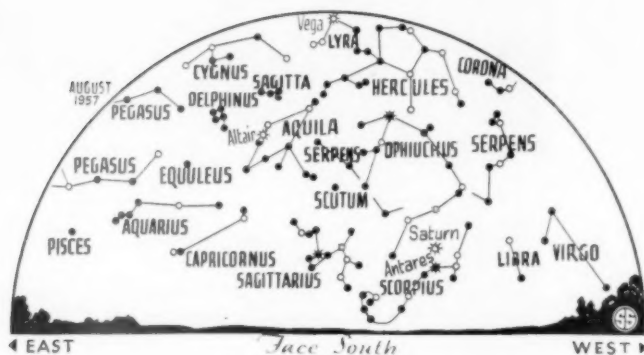 Vega
LYRA
CYGNUS
CORONA
SAGITTA
HERCULES
AUGUST
1957
PEGASUS
DELPHINUS
Altair
AQUILA
SERPENS
OPHIUCHUS
SERPENS
PEGASUS
EQUULEUS
SCUTUM
AQUARIUS
Saturn
PISCES
CAPRICORNUS
Antares
SAGITTARIUS
SCORPIUS
LIBRA
VIRGO
SS
EAST
Face South
WEST